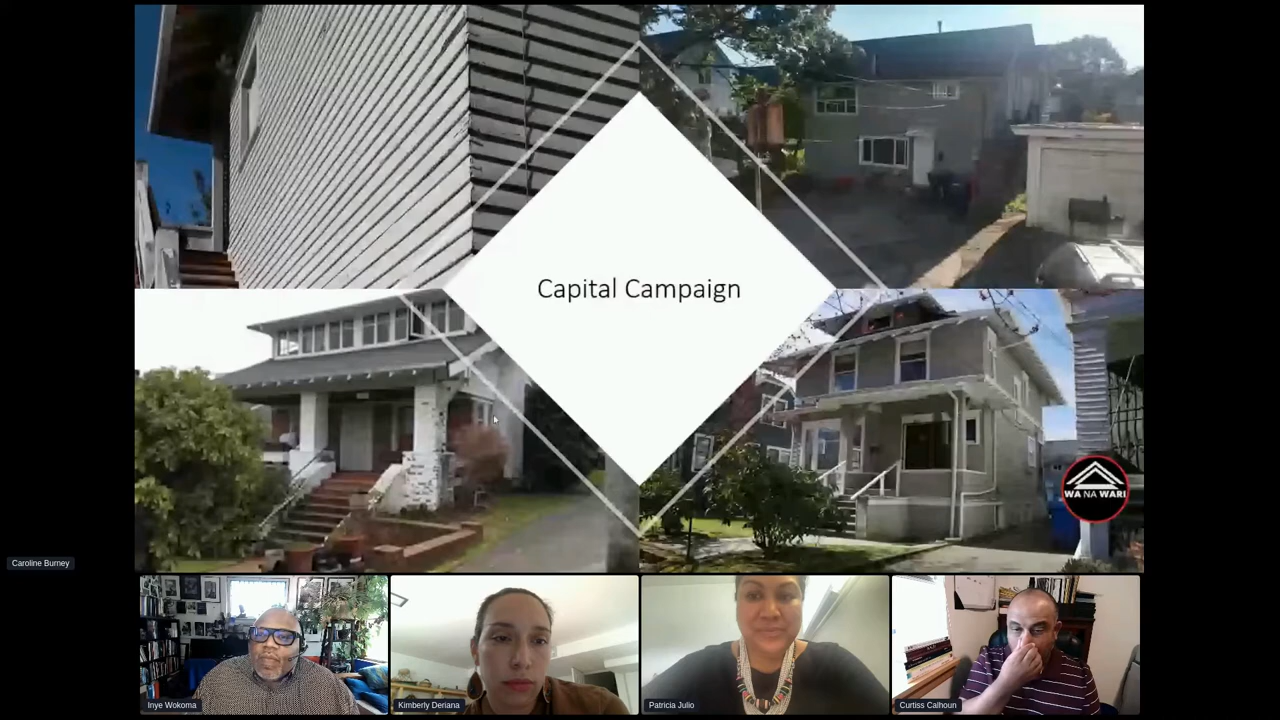 Capital Campaign
WA NA WARI
Caroline Burney
Inye Wokoma
Kimberly Deriana
Patricia Julio
Curtiss Calhoun